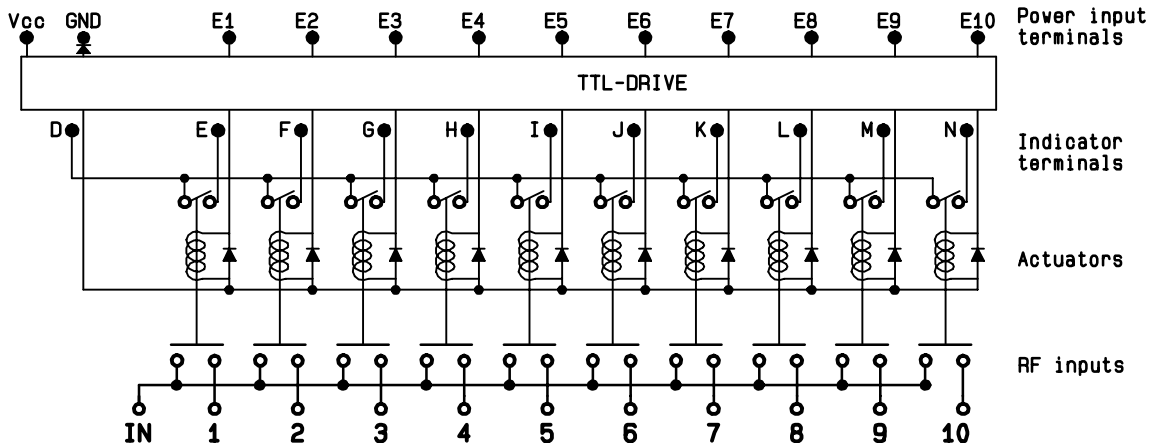 Vcc GND E1 E2 E3 E4 E5 E6 E7 E8 E9 E10 Power input
terminals
TTL-DRIVE
D E F G H I J K L M N Indicator
terminals
Actuators
RF inputs
IN 1 2 3 4 5 6 7 8 9 10